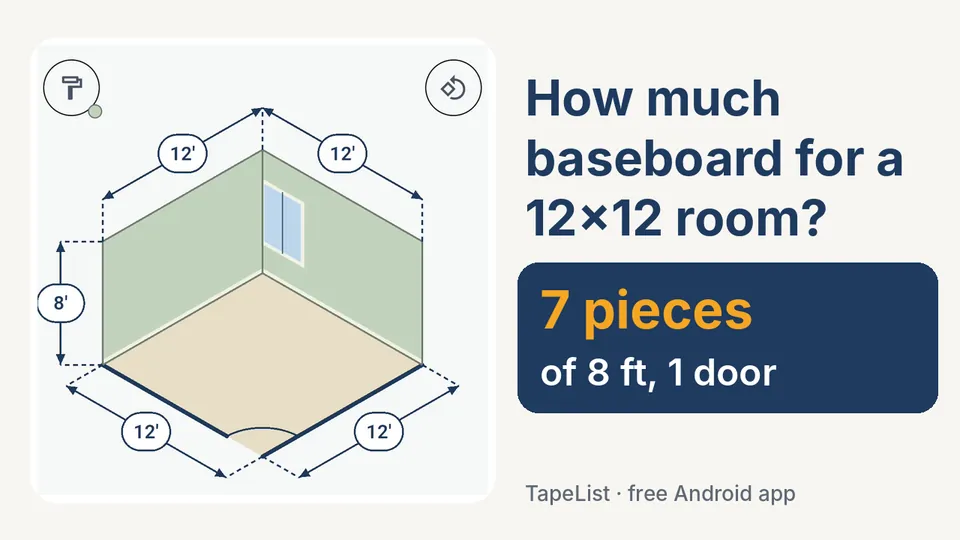 12'
12'
8'
12'
12'
How much
baseboard for a
12×12 room?
7 pieces
of 8 ft, 1 door
TapeList · free Android app